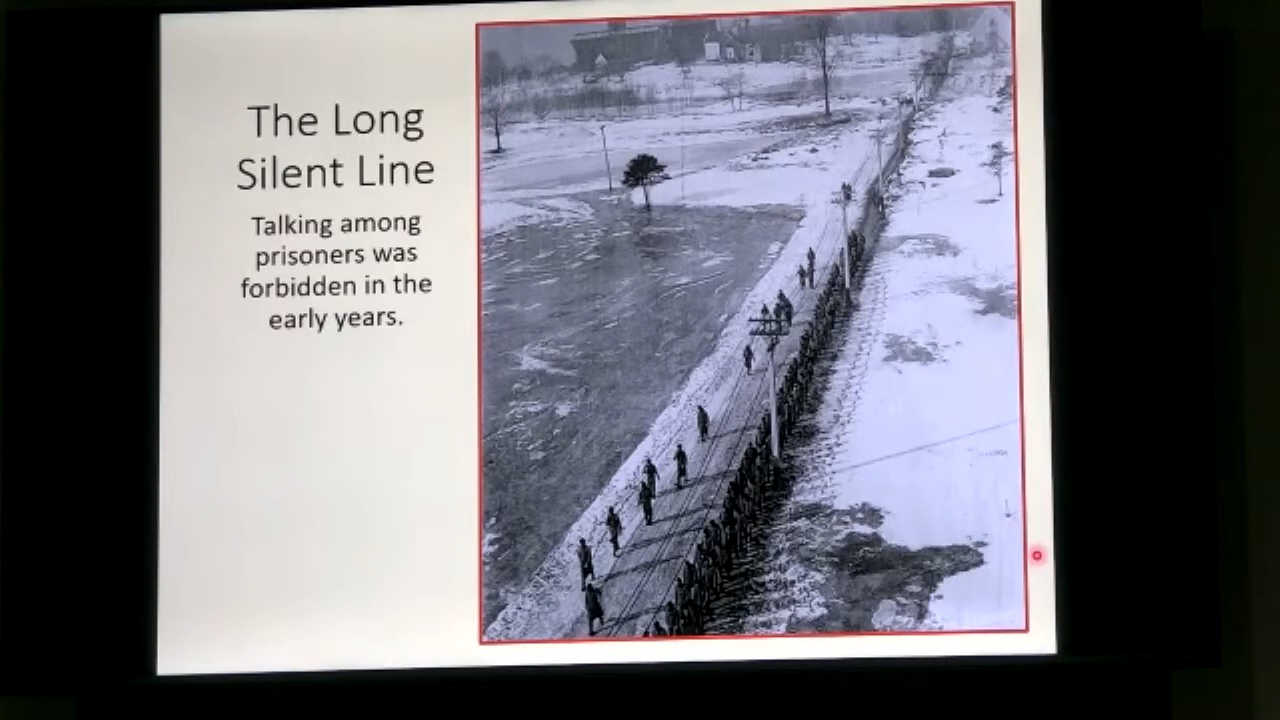 The Long
Silent Line
Talking among
prisoners was
forbidden in the
early years.